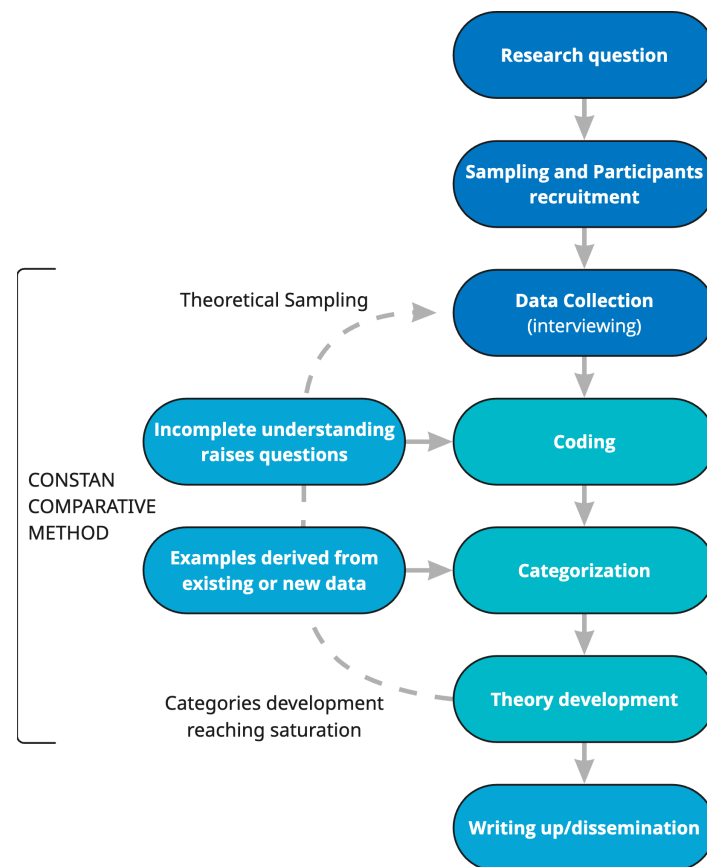 Research question
Sampling and Participants
recruitment
Theoretical Sampling
Data Collection
(interviewing)
Incomplete understanding
raises questions
Coding
CONSTAN
COMPARATIVE
METHOD
Examples derived from
existing or new data
Categorization
Categories development
reaching saturation
Theory development
Writing up/dissemination